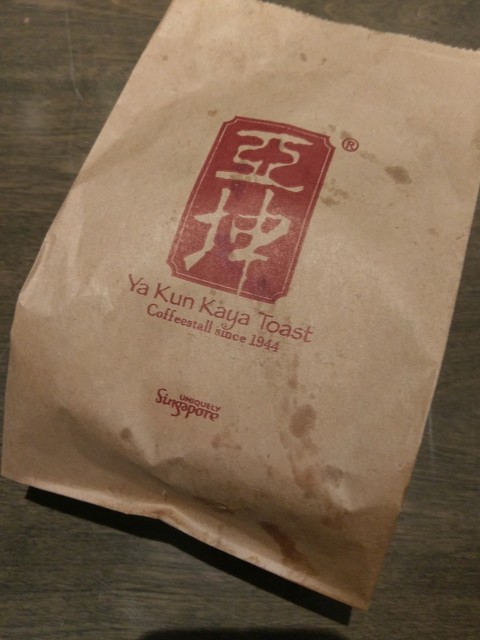 亞
坤
®
Ya Kun Kaya Toast
Coffeestall since 1944
UNIQUELY
Singapore